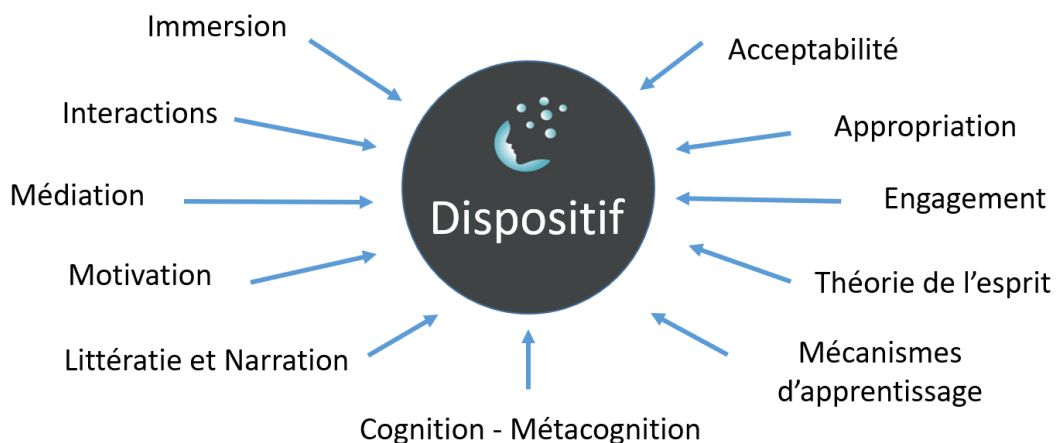 Immersion
Acceptabilité
Interactions
Appropriation
Médiation
Engagement
Dispositif
Motivation
Théorie de l'esprit
Littératie et Narration
Mécanismes
d'apprentissage
Cognition - Métacognition